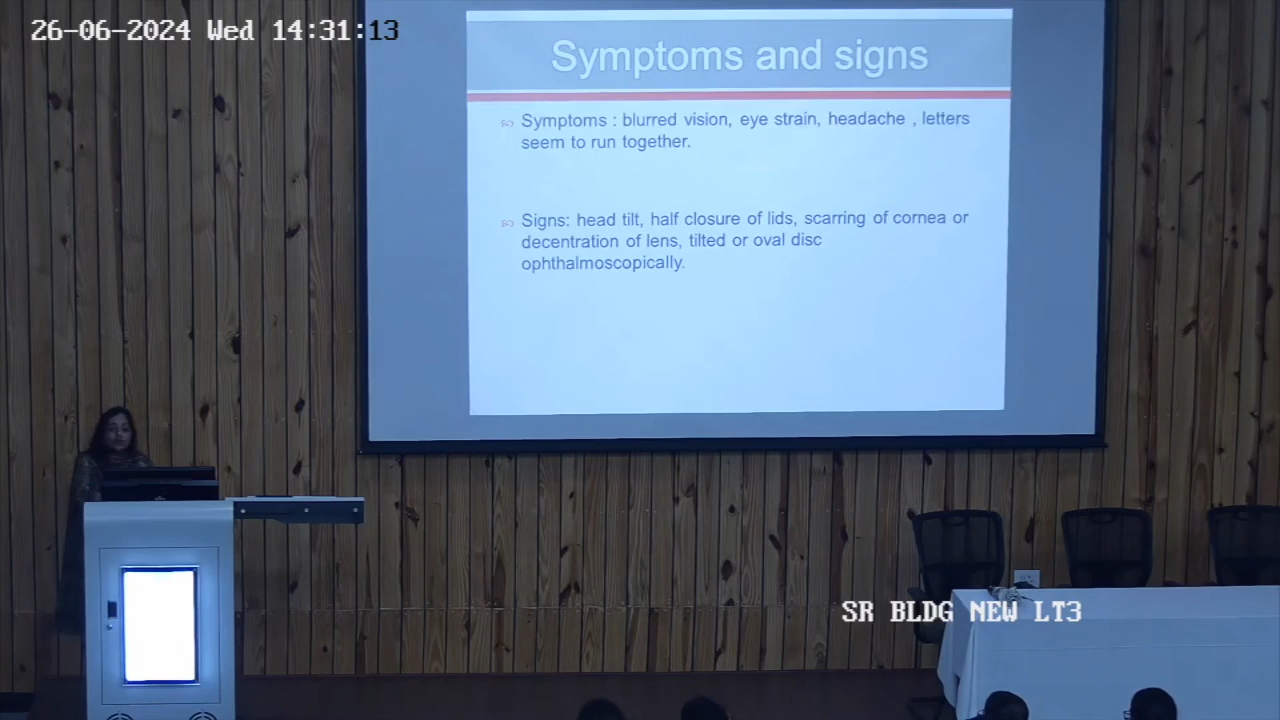 26-06-2024 Wed 14:31:13
Symptoms and signs
Symptoms : blurred vision, eye strain, headache , letters
seem to run together.
Signs: head tilt, half closure of lids, scarring of cornea or
decentration of lens, tilted or oval disc
ophthalmoscopically.
SR BLDG NEW LT3